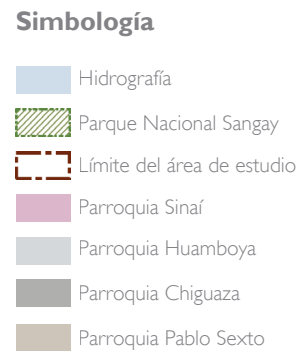 Simbología
Hidrografía
Parque Nacional Sangay
Límite del área de estudio
Parroquia Sinaí
Parroquia Huamboya
Parroquia Chiguaza
Parroquia Pablo Sexto